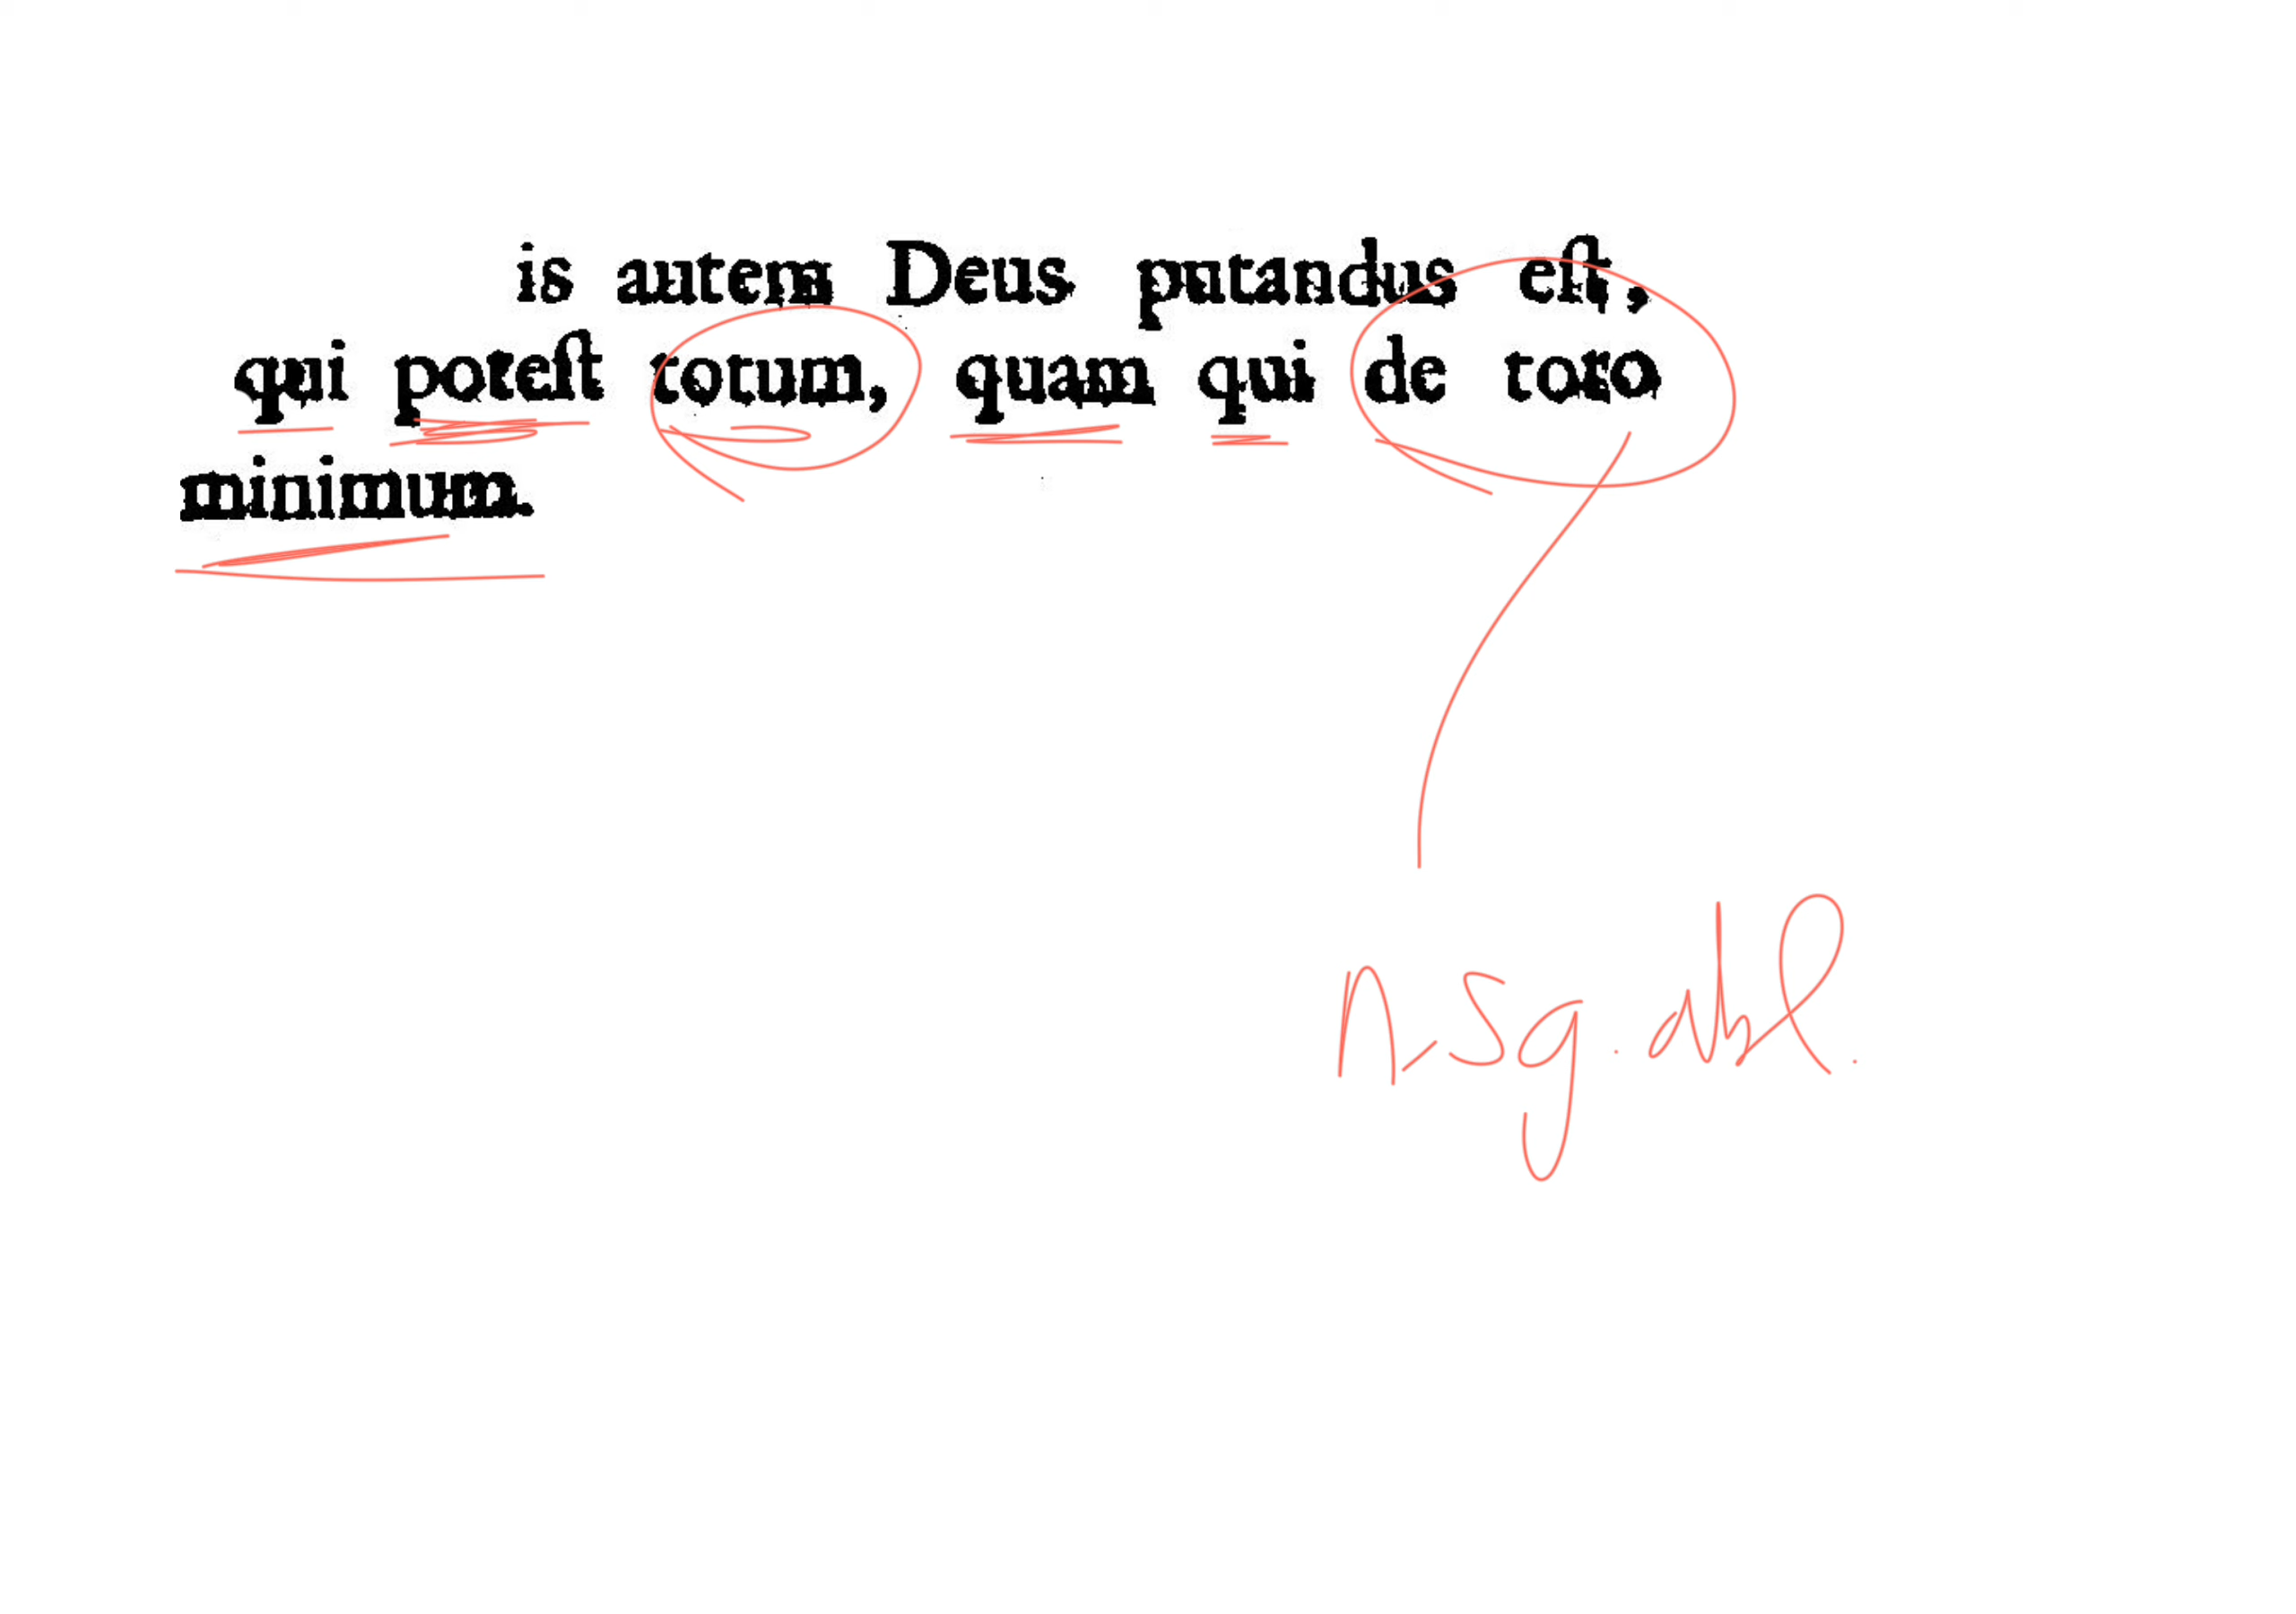 is autem Deus putandus eſt,
qui poteſt totum, quam qui de toto
minimum.
n. Sg. abl.